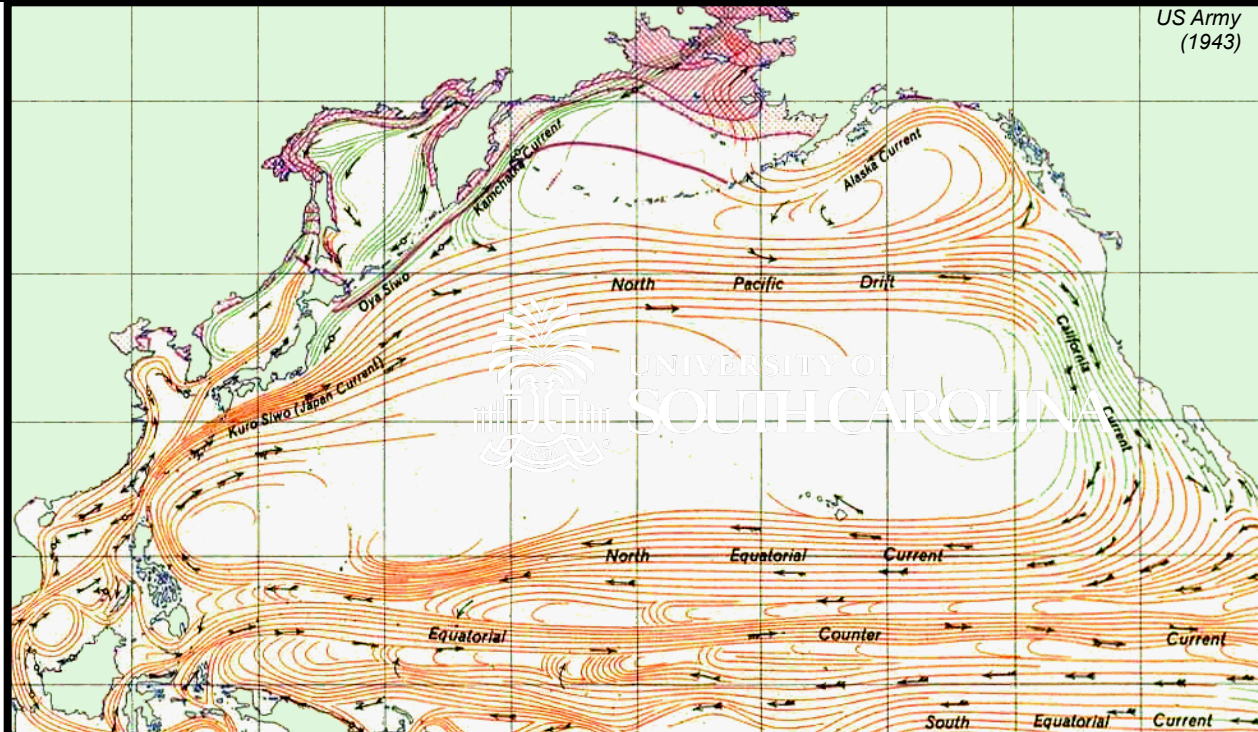 US Army
(1943)
Kamchatka Current
Alaska Current
Oya Siwo
North Pacific Drift
California Current
Kuro Siwo (Japan Current)
UNIVERSITY OF
SOUTH CAROLINA
North Equatorial Current
Equatorial Counter Current
South Equatorial Current